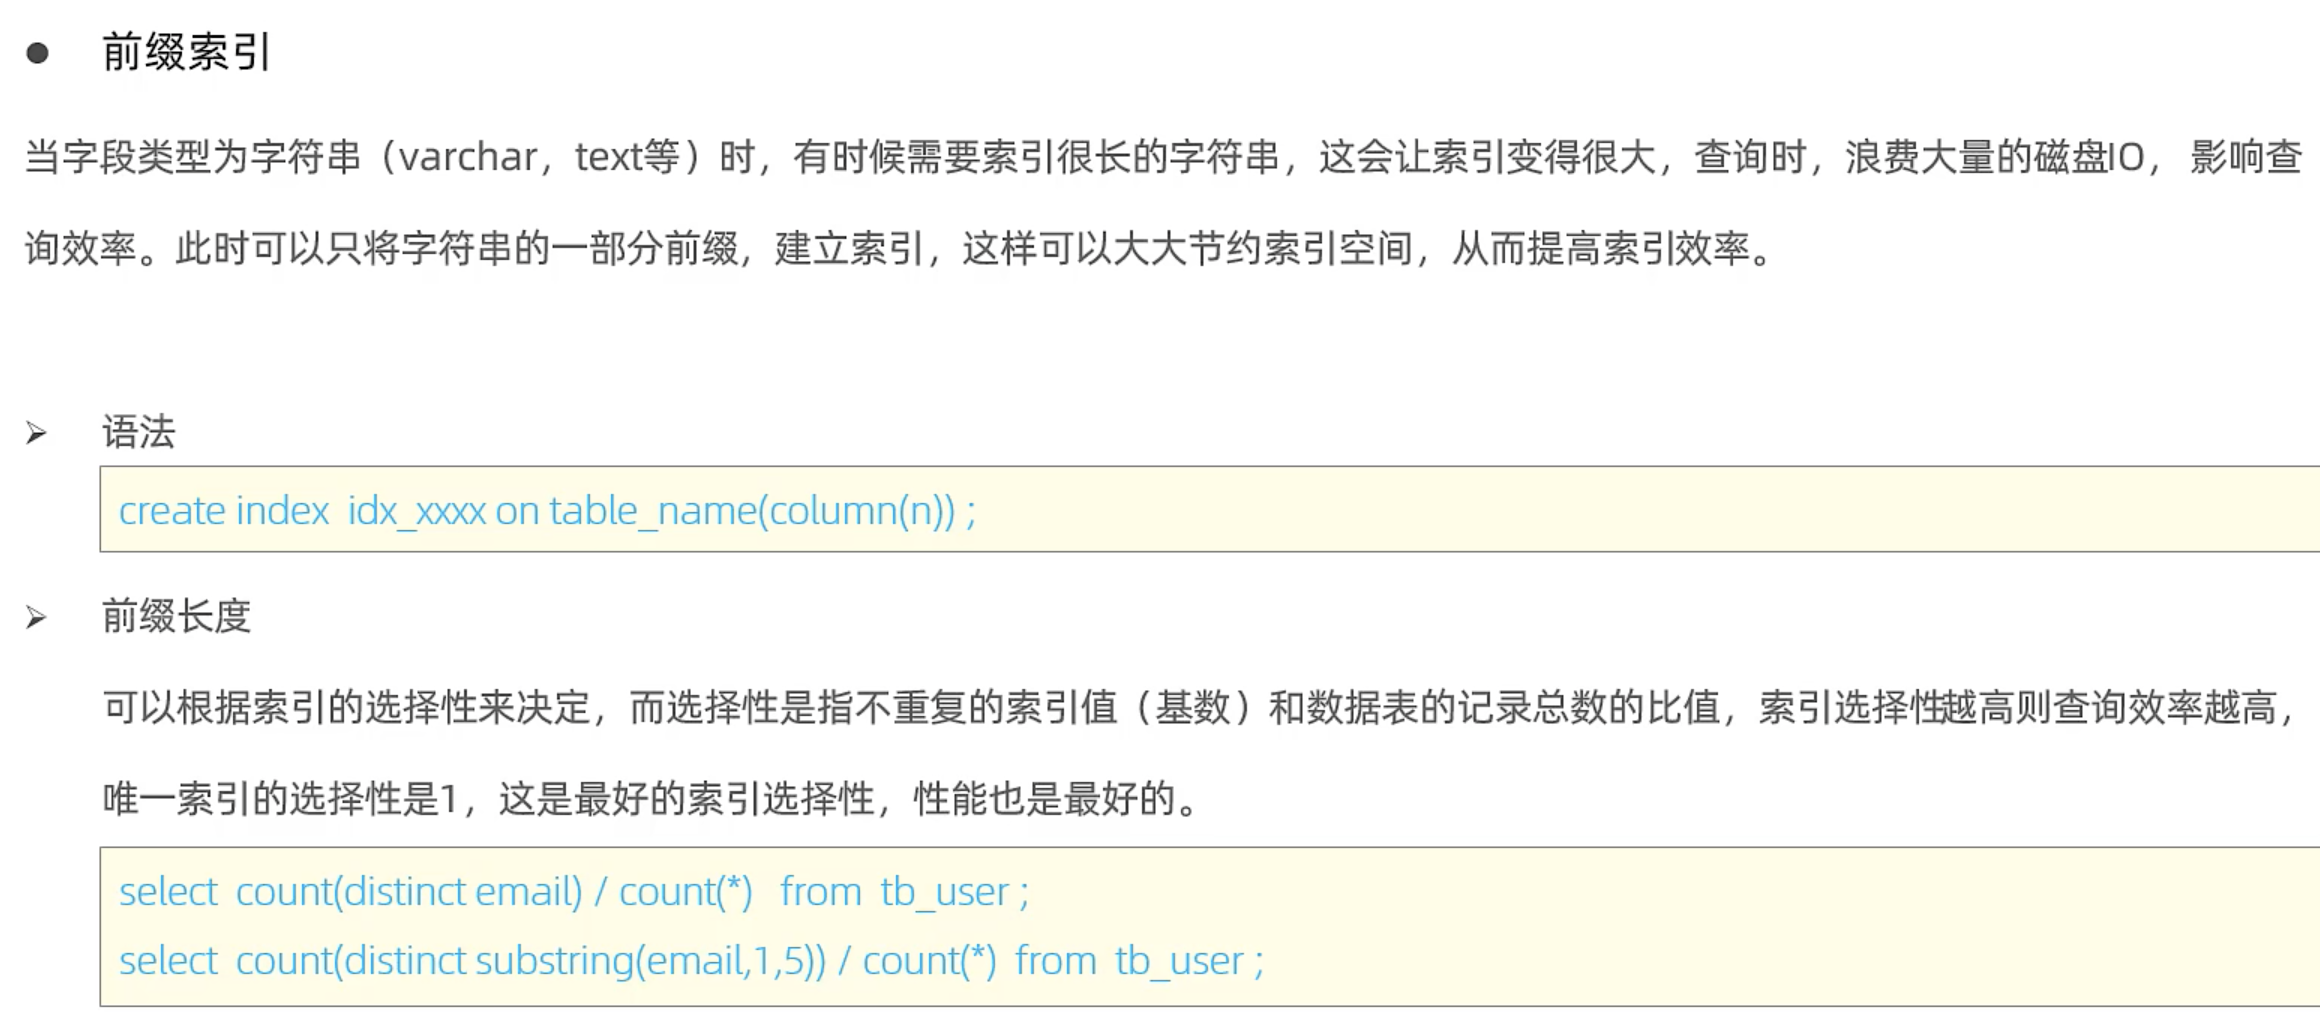 ● 前缀索引
当字段类型为字符串（varchar，text等）时，有时候需要索引很长的字符串，这会让索引变得很大，查询时，浪费大量的磁盘IO， 影响查
询效率。此时可以只将字符串的一部分前缀，建立索引，这样可以大大节约索引空间，从而提高索引效率。
➢ 语法
create index  idx_xxxx on table_name(column(n)) ;
➢ 前缀长度
可以根据索引的选择性来决定，而选择性是指不重复的索引值（基数）和数据表的记录总数的比值，索引选择性越高则查询效率越高，
唯一索引的选择性是1，这是最好的索引选择性，性能也是最好的。
select  count(distinct email) / count(*)   from  tb_user ;
select  count(distinct substring(email,1,5)) / count(*)  from  tb_user ;